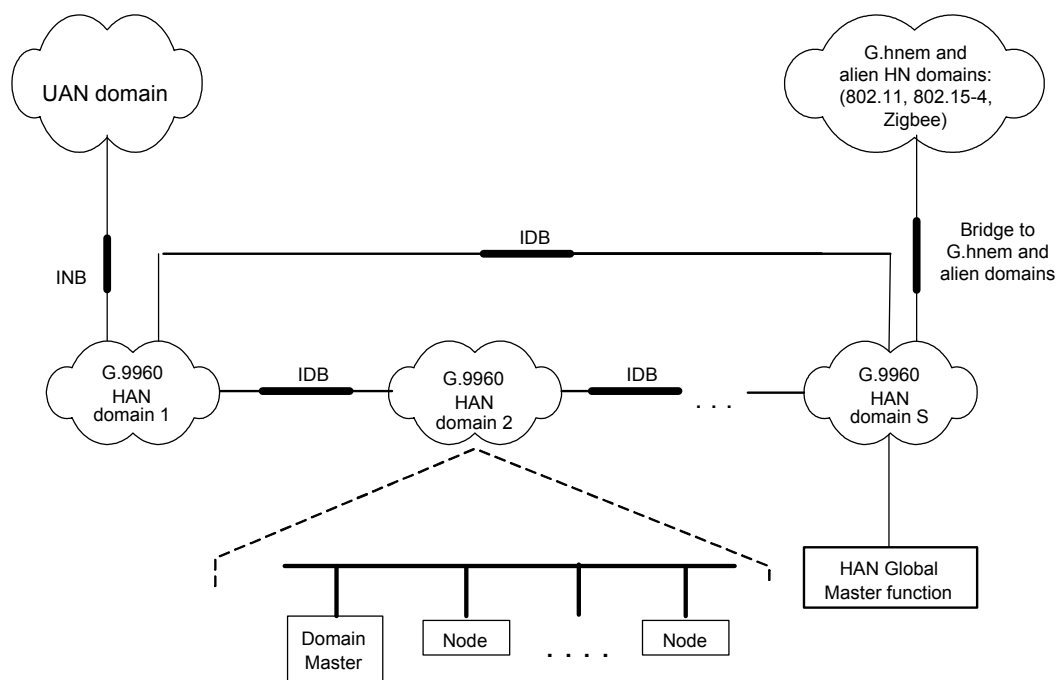 UAN domain
G.hnem and
alien HN domains:
(802.11, 802.15-4,
Zigbee)
IDB
INB
Bridge to
G.hnem and
alien domains
G.9960
HAN
domain 1
IDB
G.9960
HAN
domain 2
IDB
. . .
G.9960
HAN
domain S
HAN Global
Master function
Domain
Master
Node
. . . .
Node